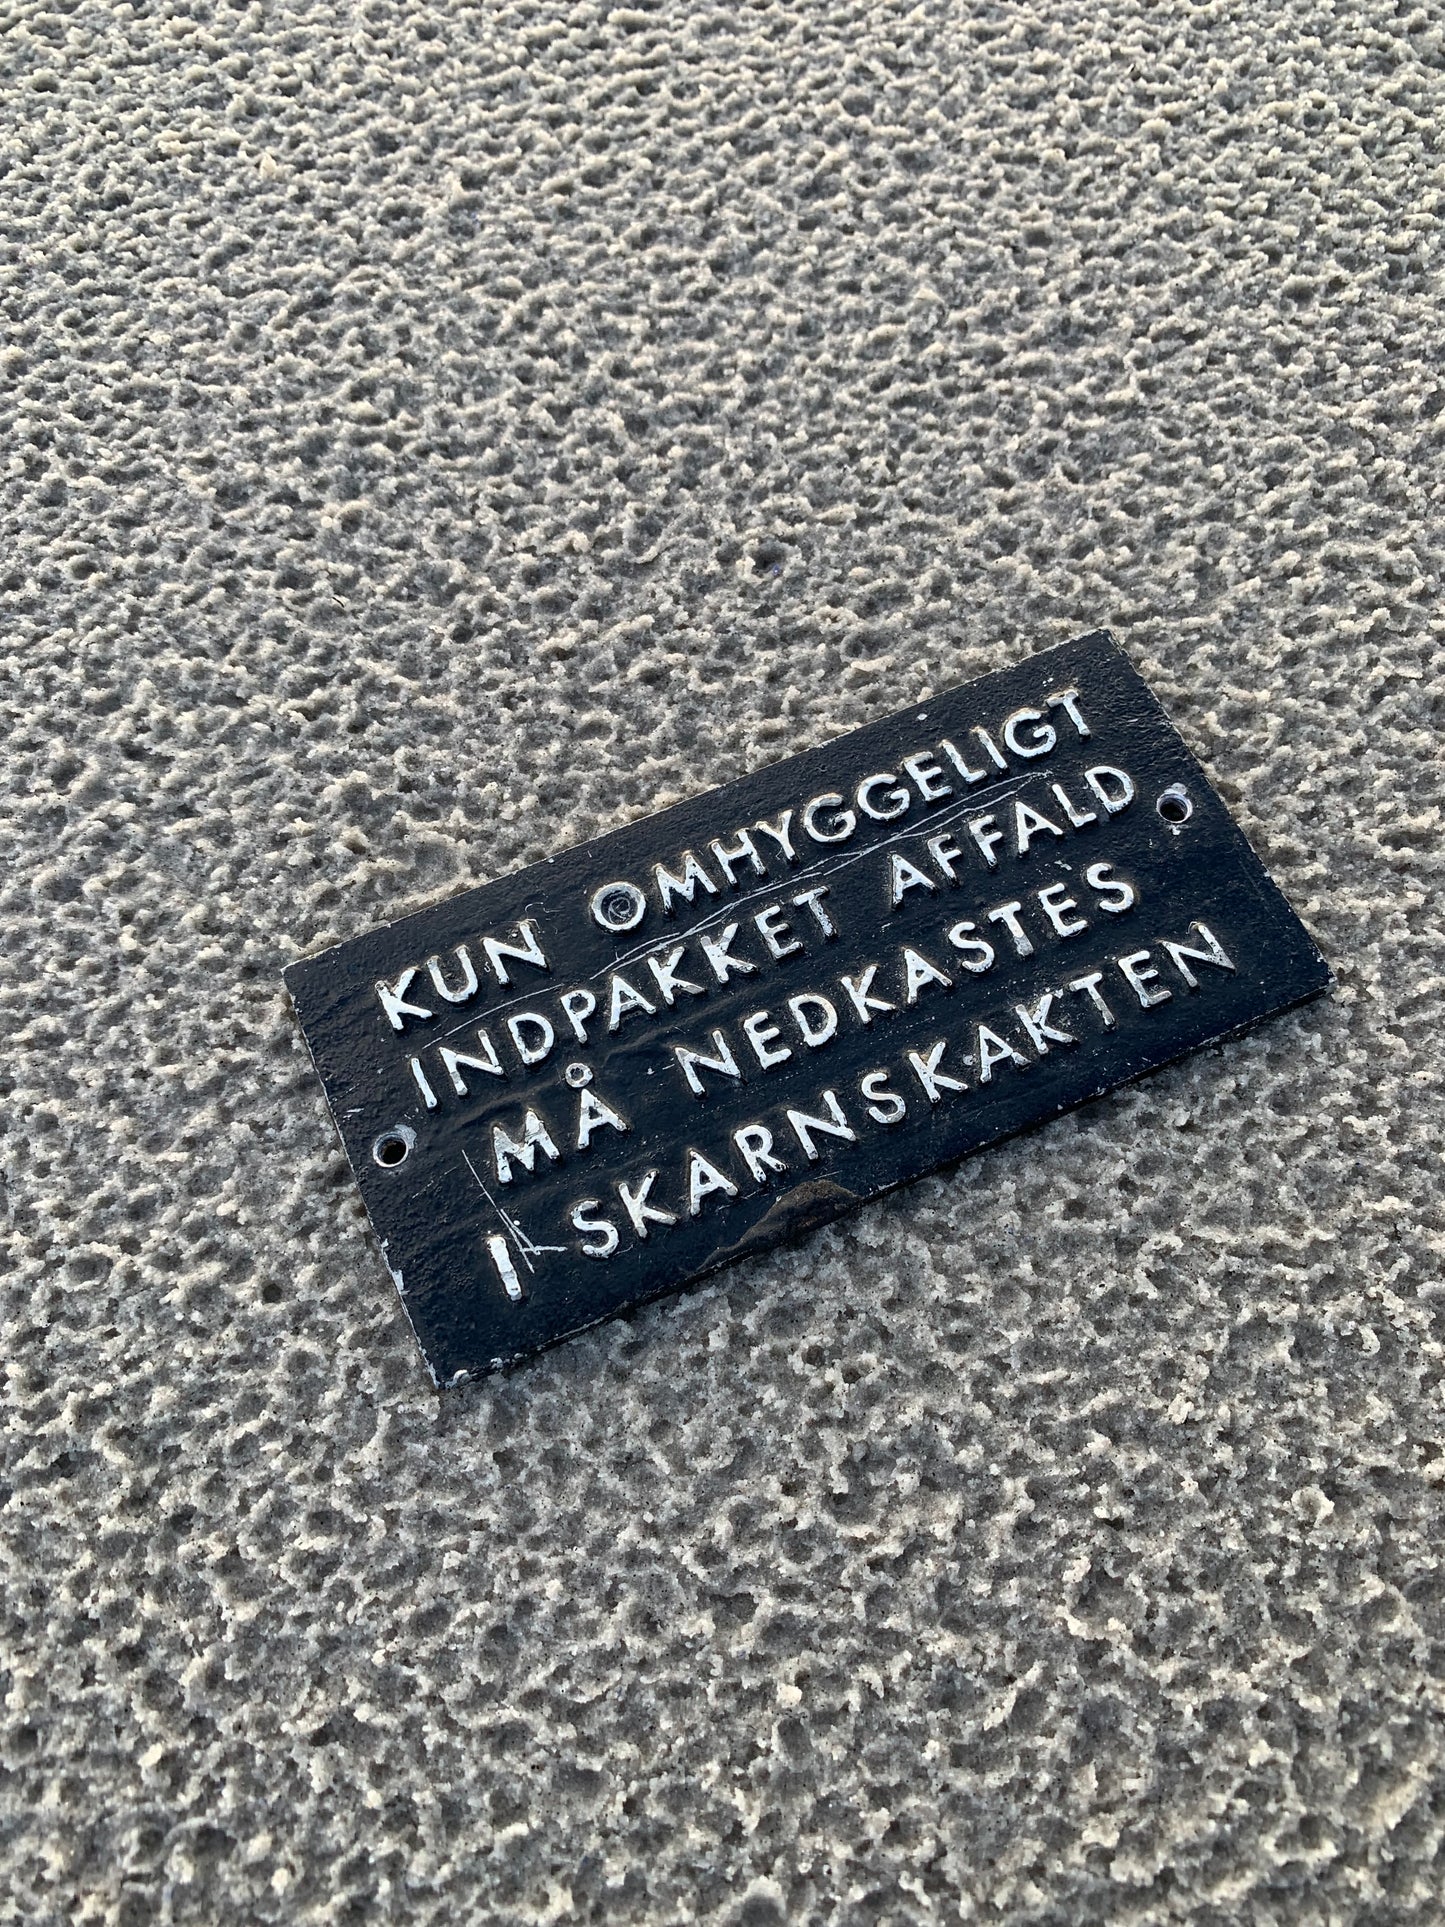 KUN OMHYGGELIGT
INDPAKKET AFFALD
MÅ NEDKASTES
I SKARNSKAKTEN